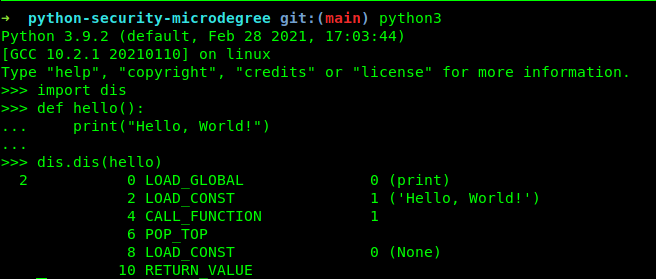 → python-security-microdegree git:(main) python3
Python 3.9.2 (default, Feb 28 2021, 17:03:44)
[GCC 10.2.1 20210110] on linux
Type "help", "copyright", "credits" or "license" for more information.
>>> import dis
>>> def hello():
...     print("Hello, World!")
...
>>> dis.dis(hello)
  2           0 LOAD_GLOBAL              0 (print)
              2 LOAD_CONST               1 ('Hello, World!')
              4 CALL_FUNCTION            1
              6 POP_TOP
              8 LOAD_CONST               0 (None)
             10 RETURN_VALUE